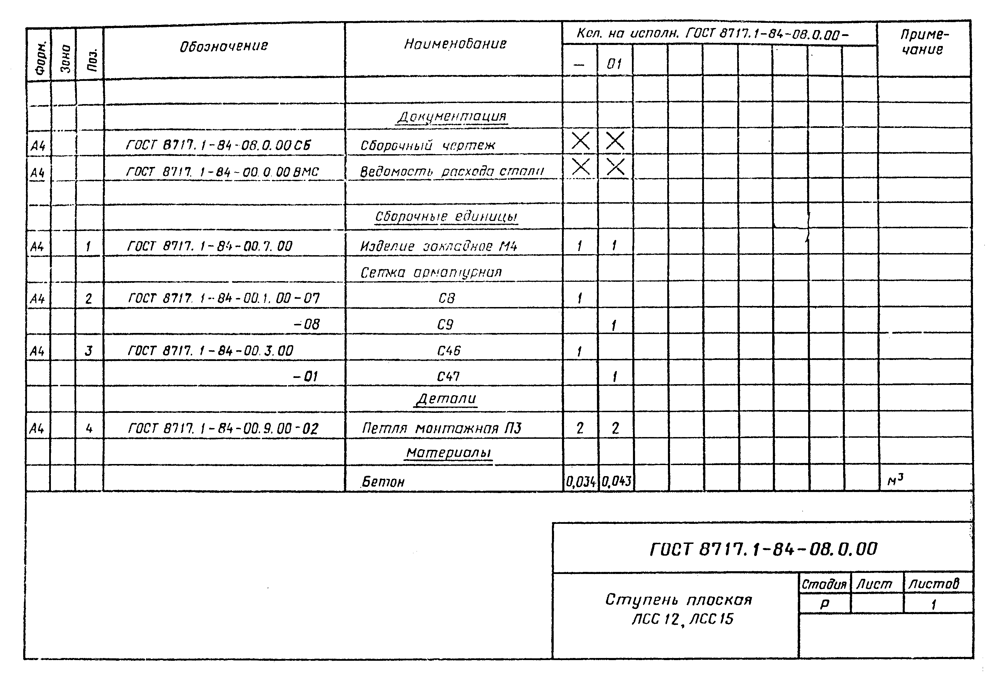 Форм.
Зона
Поз.
Обозначение
Наименование
Кол. на исполн. ГОСТ 8717.1-84-08.0.00-
Приме-
чание
— 01
Документация
А4 ГОСТ 8717.1-84-08.0.00СБ Сборочный чертеж
А4 ГОСТ 8717.1-84-00.0.00ВМС Ведомость расхода стали
Сборочные единицы
А4 1 ГОСТ 8717.1-84-00.7.00 Изделие закладное М4 1 1
Сетка арматурная
А4 2 ГОСТ 8717.1-84-00.1.00-07 С8 1
-08 С9 1
А4 3 ГОСТ 8717.1-84-00.3.00 С46 1
-01 С47 1
Детали
А4 4 ГОСТ 8717.1-84-00.9.00-02 Петля монтажная П3 2 2
Материалы
Бетон 0,034 0,043 м³
ГОСТ 8717.1-84-08.0.00
Ступень плоская
ЛСС 12, ЛСС 15
Стадия Лист Листов
Р 1